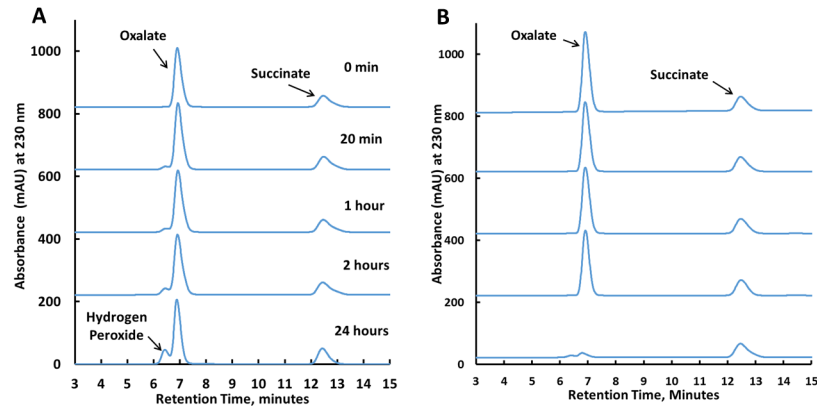 A
B
Oxalate
Succinate
0 min
20 min
1 hour
2 hours
24 hours
Hydrogen
Peroxide
Absorbance (mAU) at 230 nm
1000
800
600
400
200
0
3 4 5 6 7 8 9 10 11 12 13 14 15
Retention Time, minutes
Oxalate
Succinate
Absorbance (mAU) at 230 nm
1000
800
600
400
200
0
3 4 5 6 7 8 9 10 11 12 13 14 15
Retention Time, Minutes